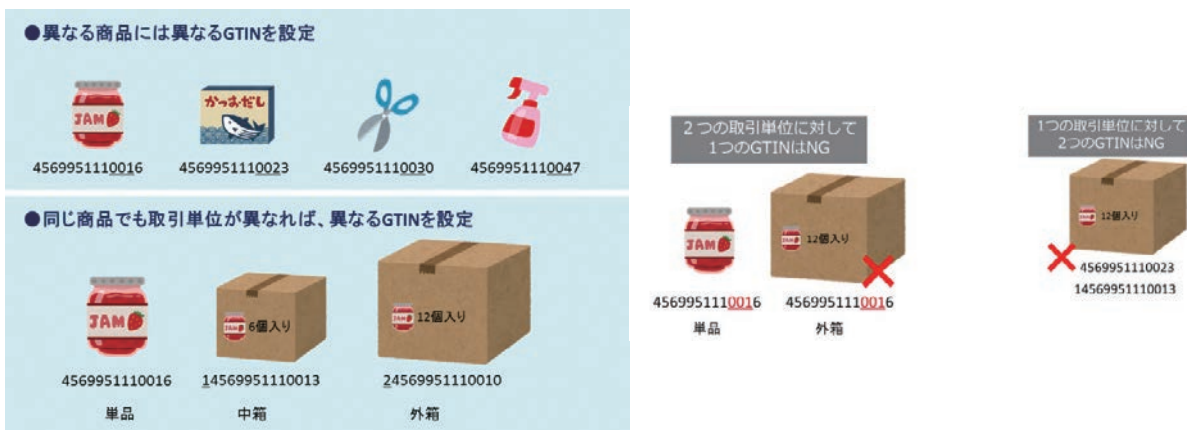 ●異なる商品には異なるGTINを設定
JAM
かつおだし
4569951110016
4569951110023
4569951110030
4569951110047
●同じ商品でも取引単位が異なれば、異なるGTINを設定
JAM
JAM
6個入り
JAM
12個入り
4569951110016
14569951110013
24569951110010
単品
中箱
外箱
2つの取引単位に対して
1つのGTINはNG
JAM
JAM
12個入り
4569951110016
4569951110016
単品
外箱
1つの取引単位に対して
2つのGTINはNG
JAM
12個入り
4569951110023
14569951110013